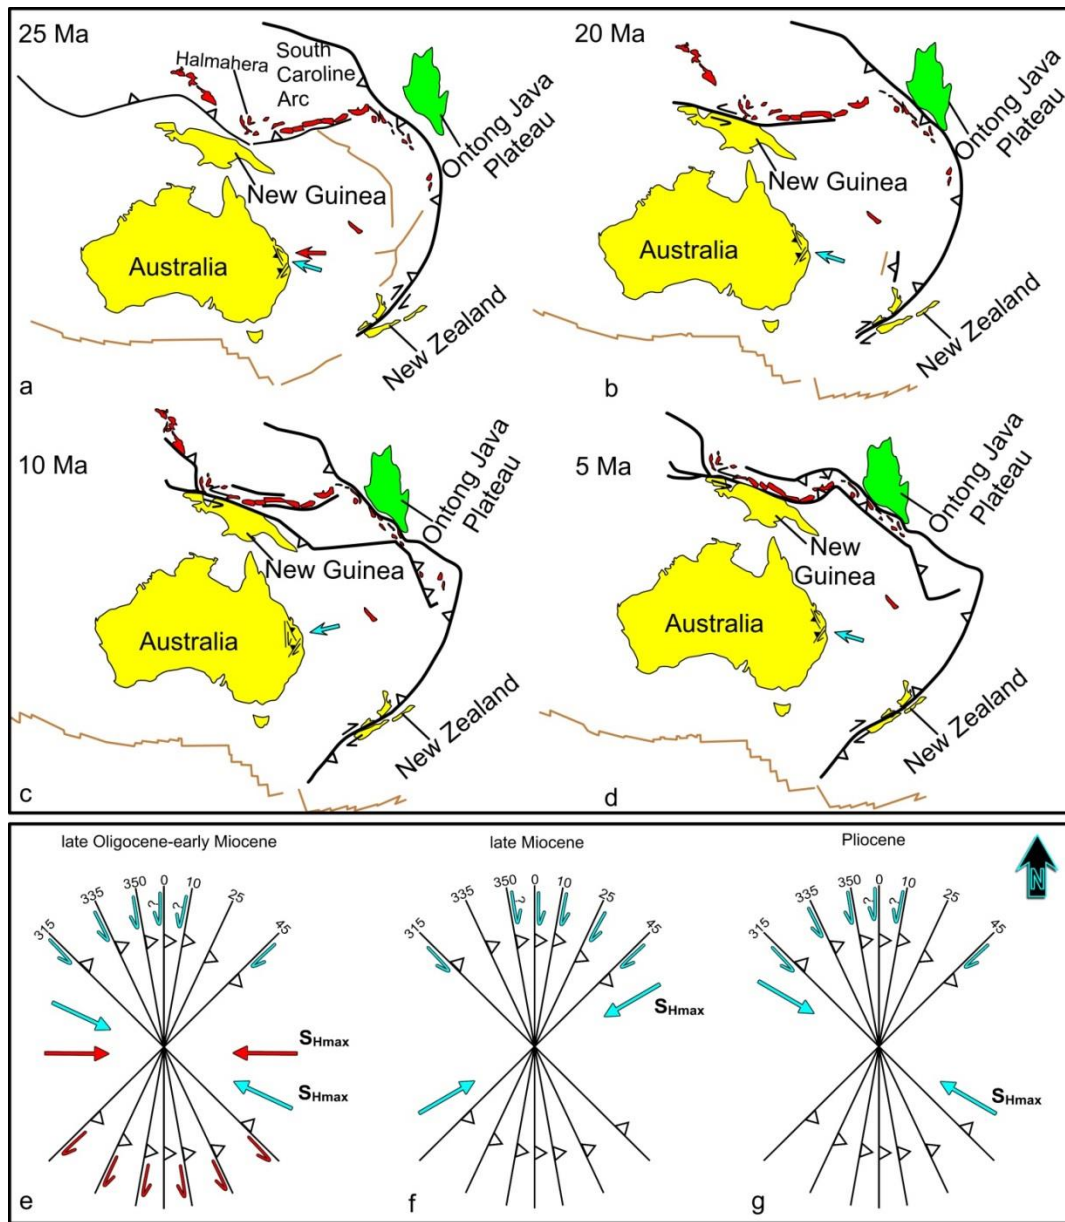 25 Ma
Halmahera
South
Caroline
Arc
Ontong Java
Plateau
New Guinea
Australia
New Zealand
a
20 Ma
Ontong Java
Plateau
New Guinea
Australia
New Zealand
b
10 Ma
Ontong Java
Plateau
New Guinea
Australia
New Zealand
c
5 Ma
Ontong Java
Plateau
New
Guinea
Australia
New Zealand
d
late Oligocene-early Miocene
315 335 350 0 10 25 45
? ?
SHmax
SHmax
e
late Miocene
315 335 350 0 10 25 45
?
SHmax
f
Pliocene
315 335 350 0 10 25 45
? ?
SHmax
g
N